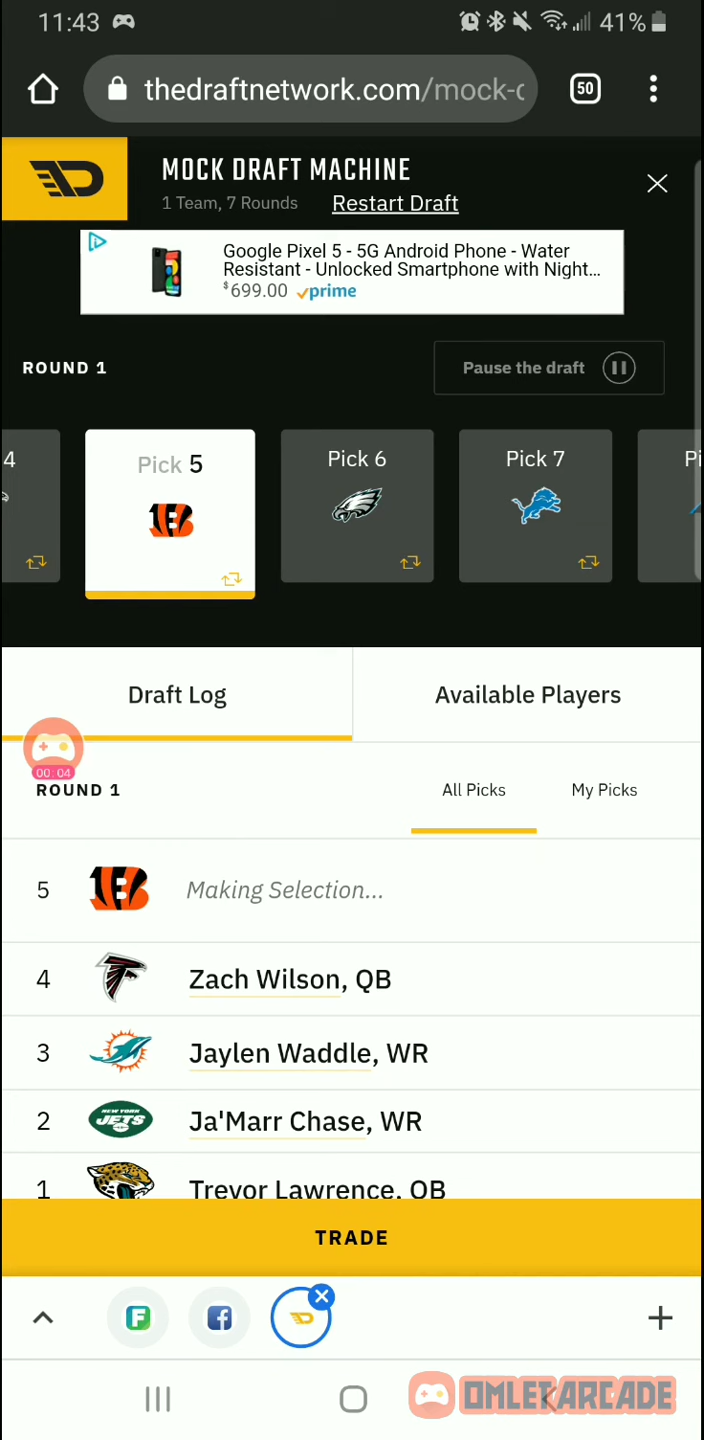 11:43
41%
thedraftnetwork.com/mock-
50
MOCK DRAFT MACHINE
1 Team, 7 Rounds Restart Draft
Google Pixel 5 - 5G Android Phone - Water
Resistant - Unlocked Smartphone with Night...
$699.00 prime
ROUND 1
Pause the draft
4
Pick 5
Pick 6
Pick 7
Pi
Draft Log
Available Players
00:04
ROUND 1
All Picks
My Picks
5 Making Selection...
4 Zach Wilson, QB
3 Jaylen Waddle, WR
2 NEW YORK JETS Ja'Marr Chase, WR
1 Trevor Lawrence, QB
TRADE
OMLET ARCADE